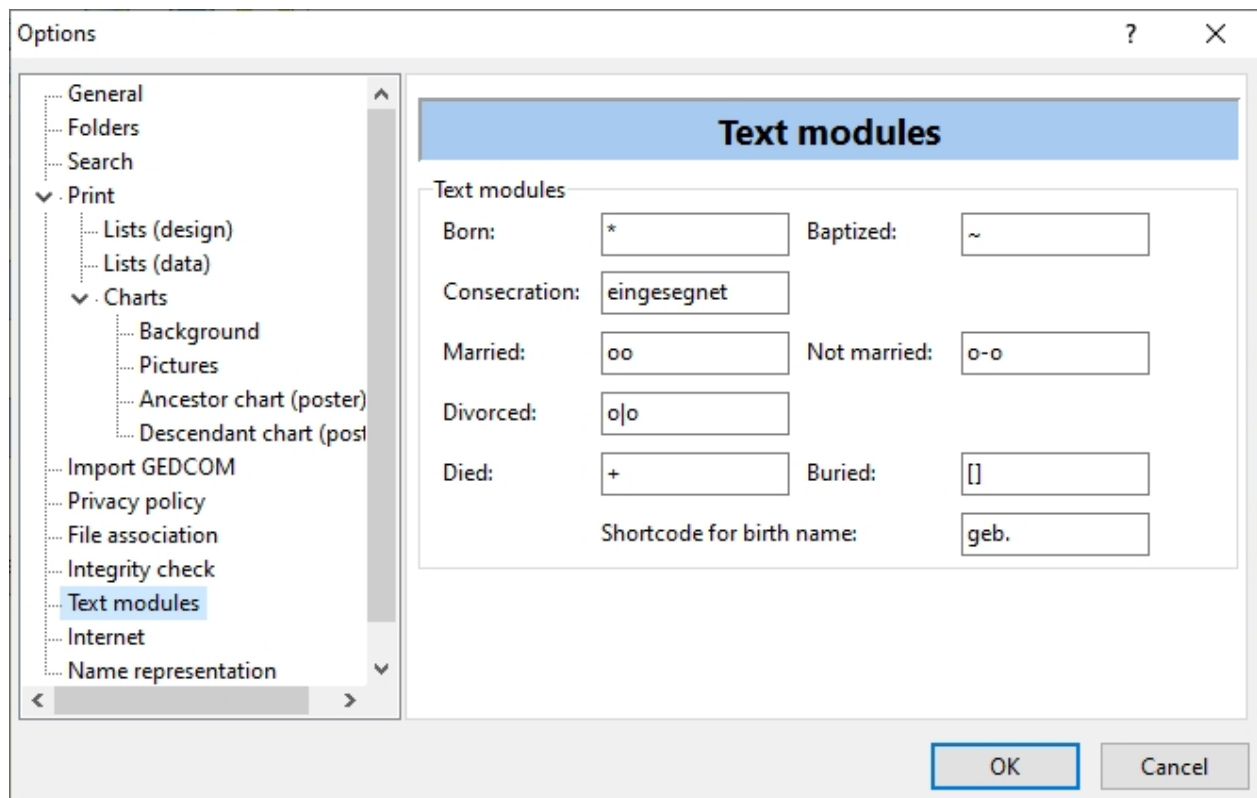 Options
General
Folders
Search
Print
Lists (design)
Lists (data)
Charts
Background
Pictures
Ancestor chart (poster)
Descendant chart (post
Import GEDCOM
Privacy policy
File association
Integrity check
Text modules
Internet
Name representation
Text modules
Text modules
Born: * Baptized: ~
Consecration: eingesegnet
Married: oo Not married: o-o
Divorced: o|o
Died: + Buried: []
Shortcode for birth name: geb.
OK Cancel